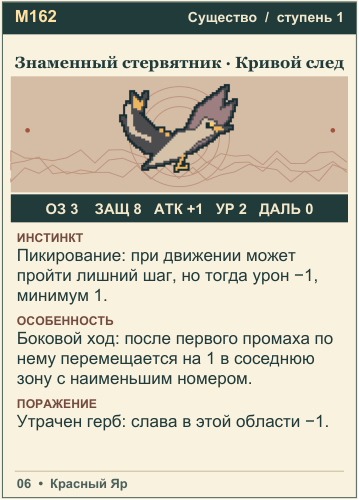 М162
Существо / ступень 1
Знаменный стервятник · Кривой след
ОЗ 3 ЗАЩ 8 АТК +1 УР 2 ДАЛЬ 0
ИНСТИНКТ
Пикирование: при движении может
пройти лишний шаг, но тогда урон −1,
минимум 1.
ОСОБЕННОСТЬ
Боковой ход: после первого промаха по
нему перемещается на 1 в соседнюю
зону с наименьшим номером.
ПОРАЖЕНИЕ
Утрачен герб: слава в этой области −1.
06 • Красный Яр